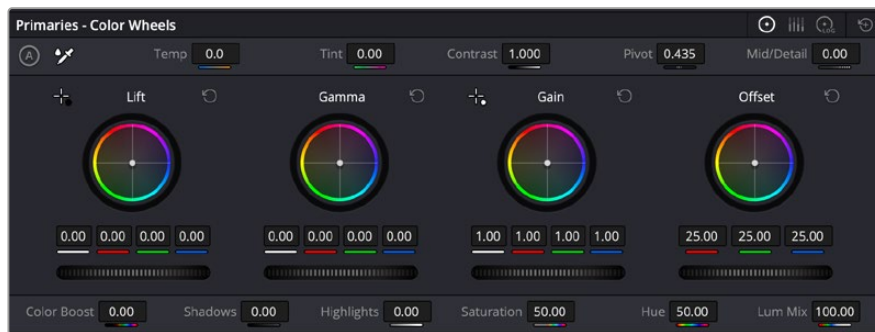 Primaries - Color Wheels
LOG
A Temp 0.0 Tint 0.00 Contrast 1.000 Pivot 0.435 Mid/Detail 0.00
Lift Gamma Gain Offset
0.00 0.00 0.00 0.00 0.00 0.00 0.00 0.00 1.00 1.00 1.00 1.00 25.00 25.00 25.00
Color Boost 0.00 Shadows 0.00 Highlights 0.00 Saturation 50.00 Hue 50.00 Lum Mix 100.00